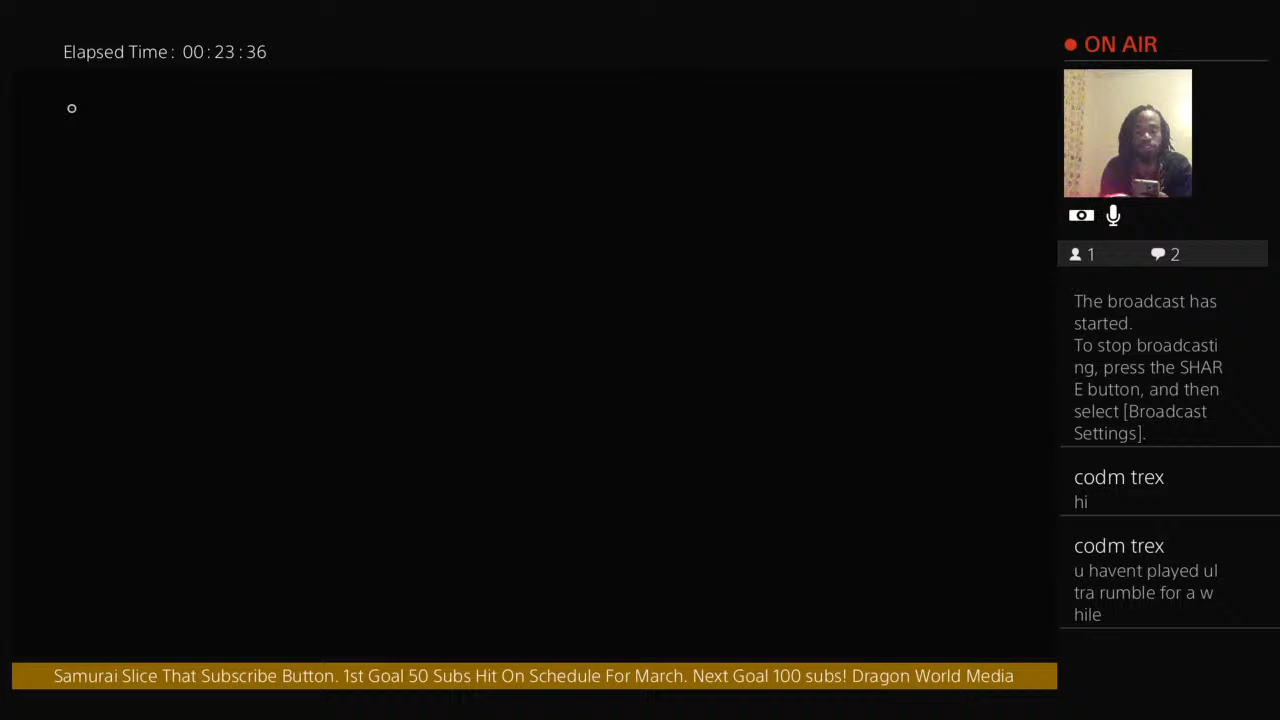 Elapsed Time: 00:23:36
ON AIR
1 2
The broadcast has
started.
To stop broadcasti
ng, press the SHAR
E button, and then
select [Broadcast
Settings].
codm trex
hi
codm trex
u havent played ul
tra rumble for a w
hile
Samurai Slice That Subscribe Button. 1st Goal 50 Subs Hit On Schedule For March. Next Goal 100 subs! Dragon World Media